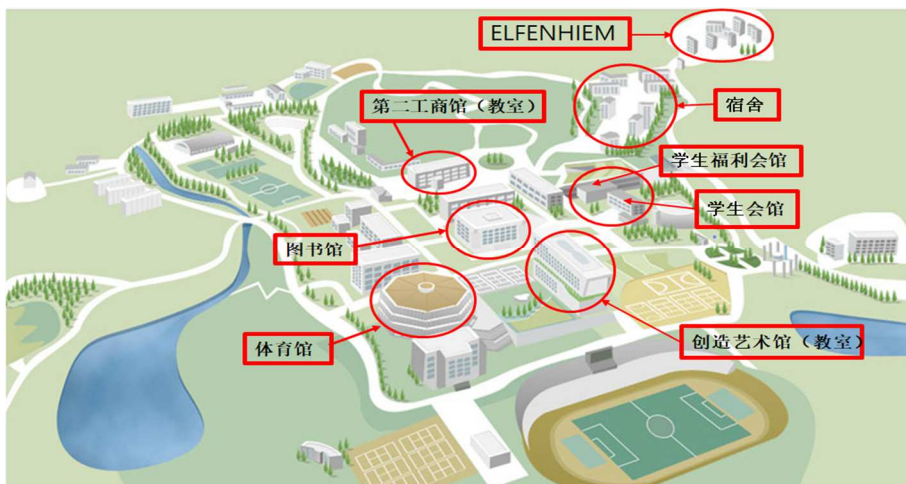 ELFENHIEM
第二工商馆（教室）
宿舍
学生福利会馆
学生会馆
图书馆
体育馆
创造艺术馆（教室）